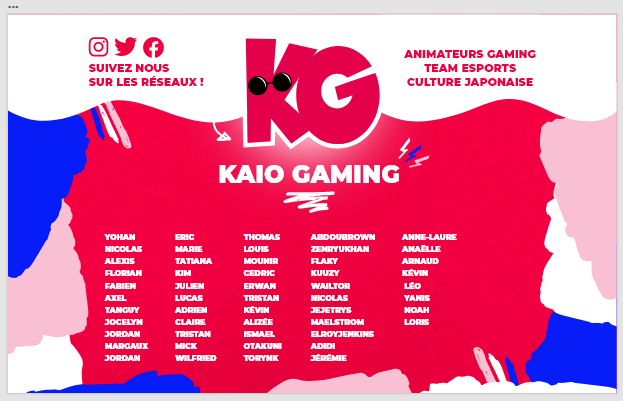 SUIVEZ NOUS
SUR LES RÉSEAUX !
KG
ANIMATEURS GAMING
TEAM ESPORTS
CULTURE JAPONAISE
KAIO GAMING
YOHAN
NICOLAS
ALEXIS
FLORIAN
FABIEN
AXEL
TANGUY
JOCELYN
JORDAN
MARGAUX
JORDAN
ERIC
MARIE
TATIANA
KIM
JULIEN
LUCAS
ADRIEN
CLAIRE
TRISTAN
MICK
WILFRIED
THOMAS
LOUIS
MOUNIR
CEDRIC
ERWAN
TRISTAN
KÉVIN
ALIZÉE
ISMAEL
OTAKUNI
TORYNK
ABDOUBROWN
ZENRYUKHAN
FLAKY
KUUZY
WAILTOR
NICOLAS
JEJETRYS
MAELSTROM
ELROYJENKINS
ADIDI
JÉRÉMIE
ANNE-LAURE
ANAËLLE
ARNAUD
KÉVIN
LÉO
YANIS
NOAH
LORIS